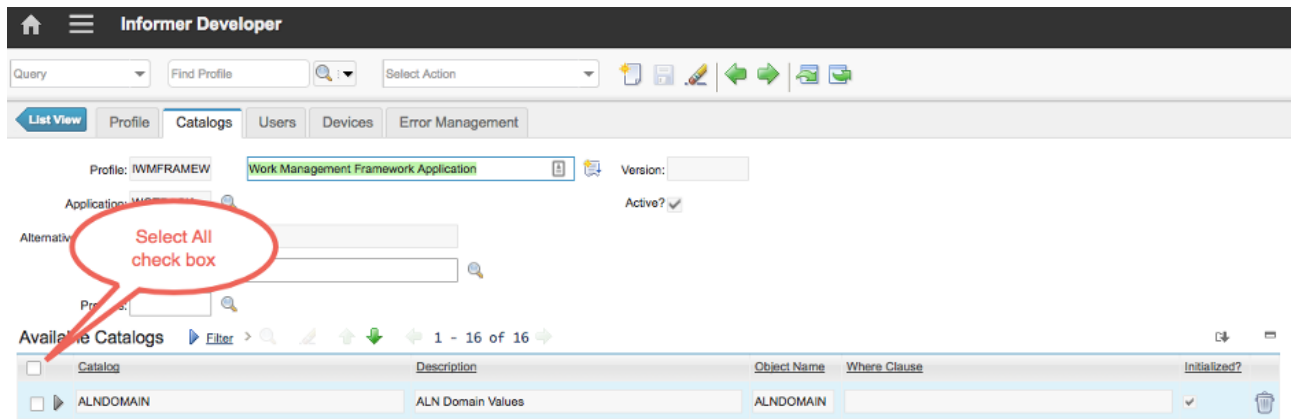 Informer Developer
Query Find Profile Select Action
List View Profile Catalogs Users Devices Error Management
Profile: IWMFRAMEW Work Management Framework Application Version:
Application: Active?
Select All
check box
Available Catalogs Filter > 1 - 16 of 16
Catalog Description Object Name Where Clause Initialized?
ALNDOMAIN ALN Domain Values ALNDOMAIN